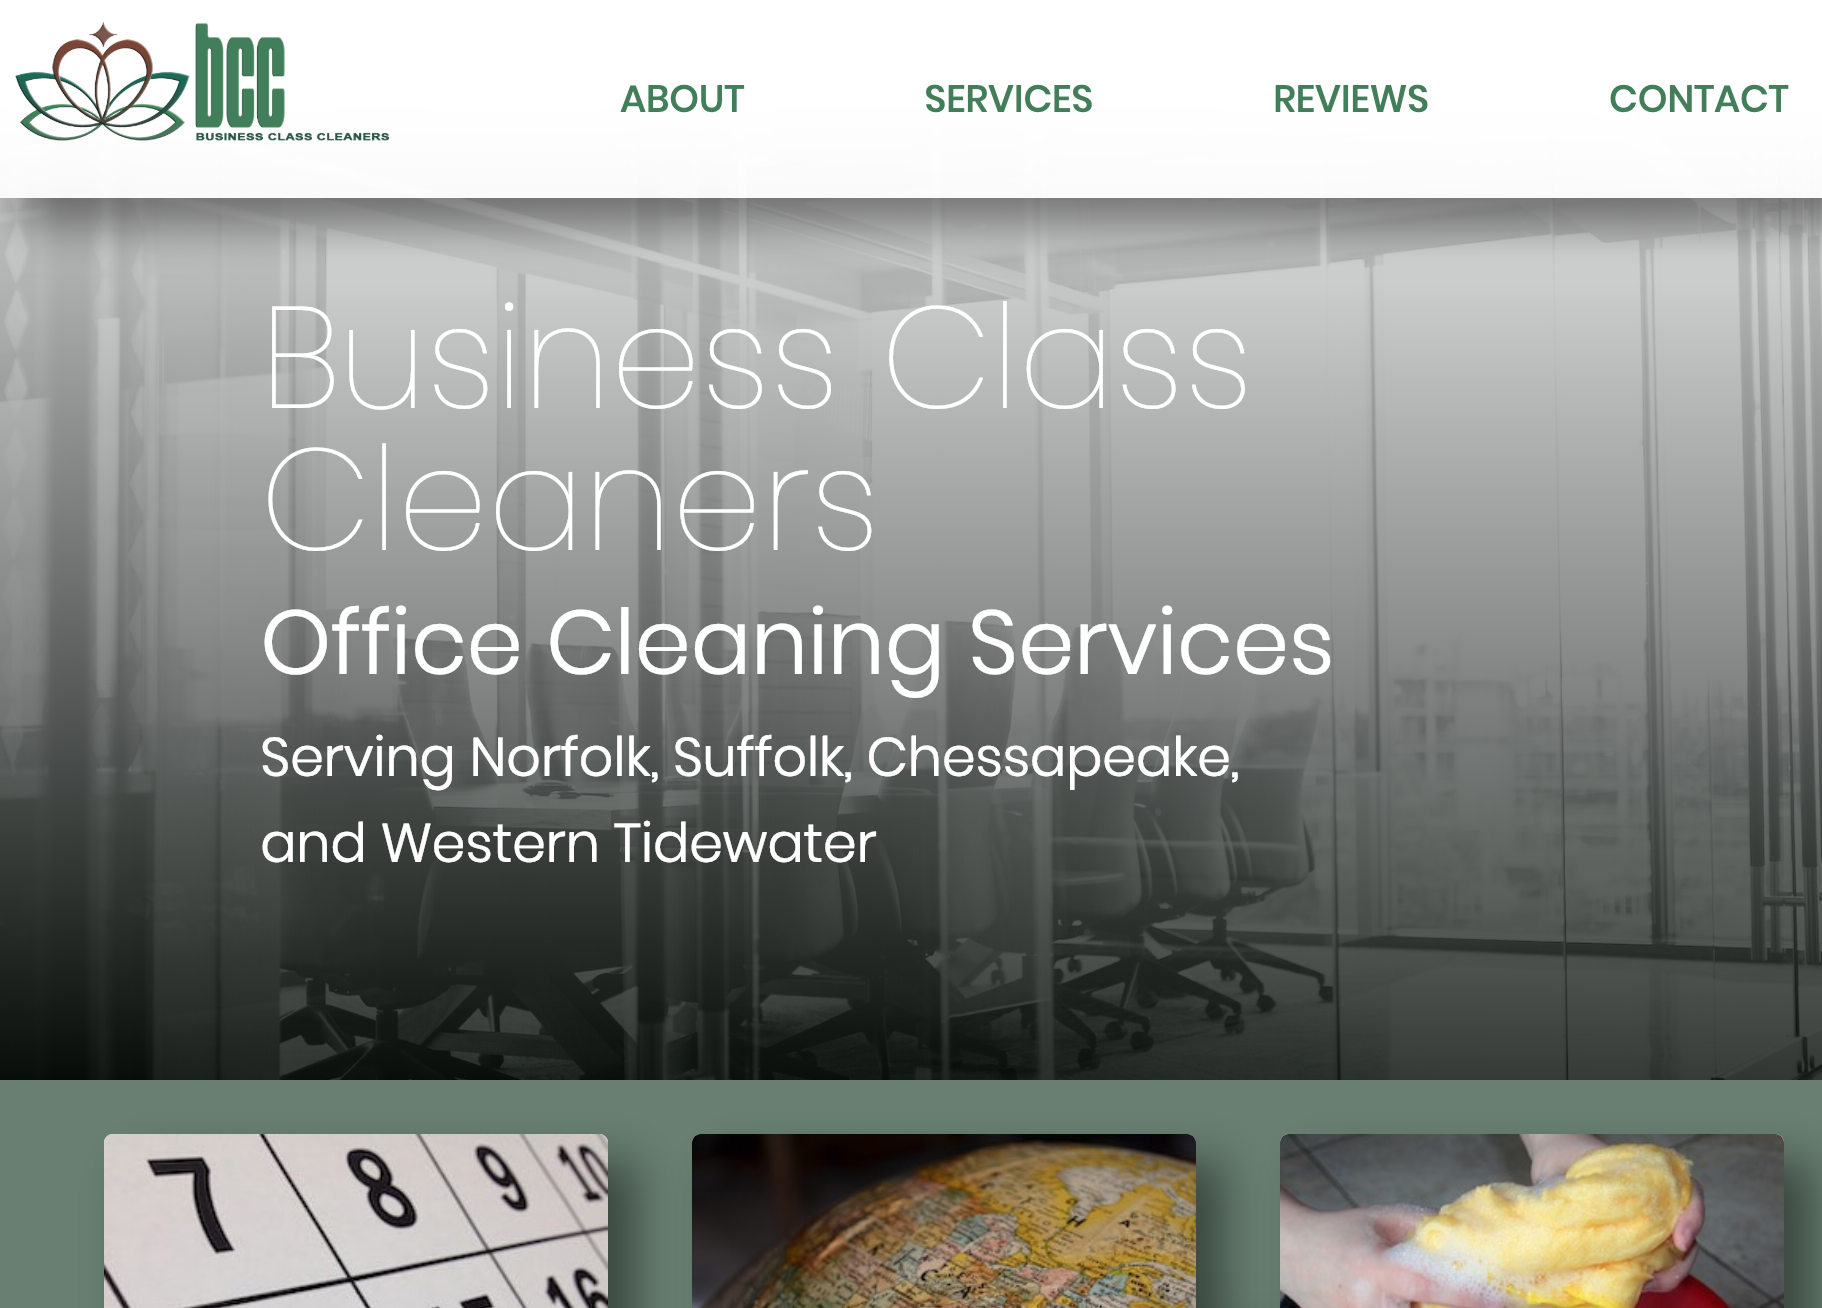 bcc
BUSINESS CLASS CLEANERS
ABOUT SERVICES REVIEWS CONTACT
Business Class
Cleaners
Office Cleaning Services
Serving Norfolk, Suffolk, Chessapeake,
and Western Tidewater
7 8 9 10
16